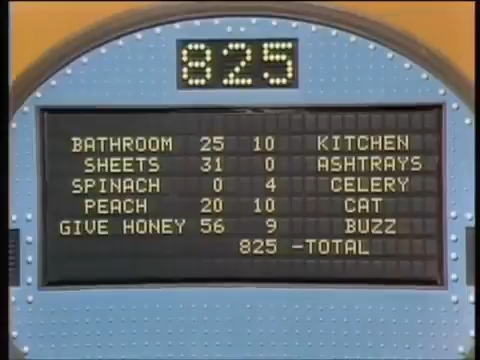 825
BATHROOM 25 10 KITCHEN
SHEETS 31 0 ASHTRAYS
SPINACH 0 4 CELERY
PEACH 20 10 CAT
GIVE HONEY 56 9 BUZZ
825 -TOTAL